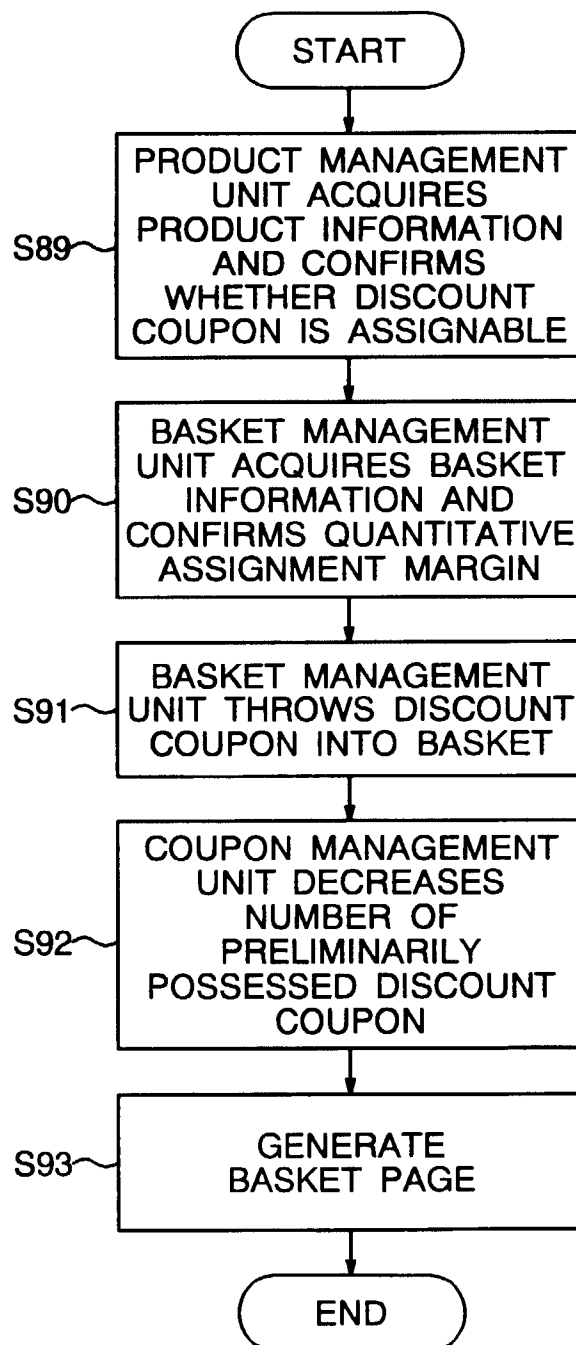 START
PRODUCT MANAGEMENT
UNIT ACQUIRES
PRODUCT INFORMATION
AND CONFIRMS
WHETHER DISCOUNT
COUPON IS ASSIGNABLE
S89
BASKET MANAGEMENT
UNIT ACQUIRES BASKET
INFORMATION AND
CONFIRMS QUANTITATIVE
ASSIGNMENT MARGIN
S90
BASKET MANAGEMENT
UNIT THROWS DISCOUNT
COUPON INTO BASKET
S91
COUPON MANAGEMENT
UNIT DECREASES
NUMBER OF
PRELIMINARILY
POSSESSED DISCOUNT
COUPON
S92
GENERATE
BASKET PAGE
S93
END